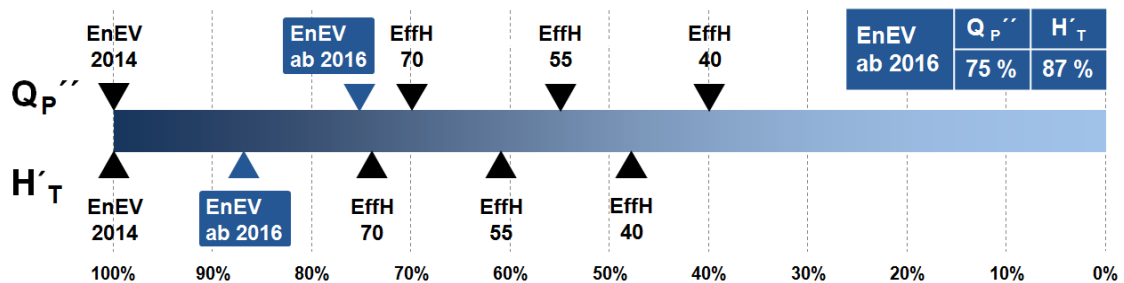 EnEV
2014
EnEV
ab 2016
EffH
70
EffH
55
EffH
40
EnEV
ab 2016
Q P´´
H´T
75 %
87 %
QP´´
H´T
EnEV
2014
EnEV
ab 2016
EffH
70
EffH
55
EffH
40
100%
90%
80%
70%
60%
50%
40%
30%
20%
10%
0%